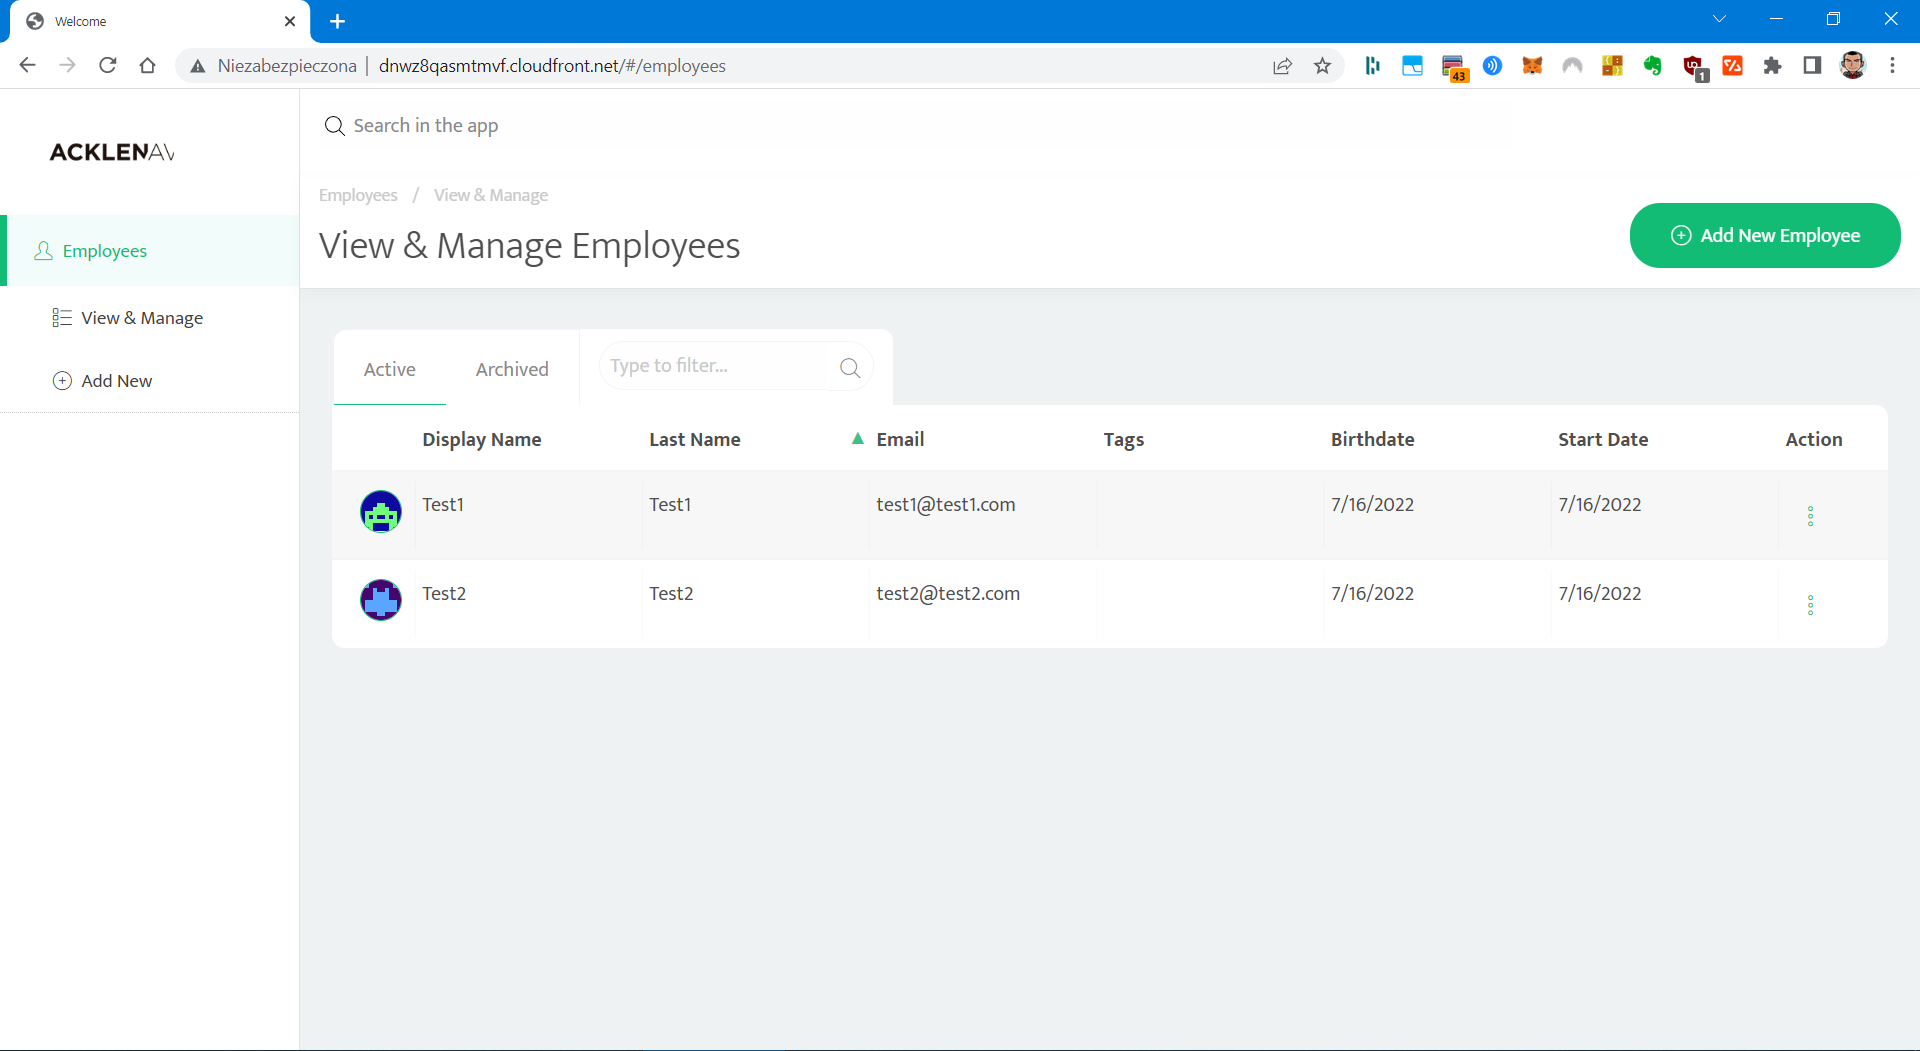 Welcome
Niezabezpieczona | dnwz8qasmtmvf.cloudfront.net/#/employees
43
1
ACKLENAV
Search in the app
Employees / View & Manage
View & Manage Employees
Add New Employee
Employees
View & Manage
Add New
Active Archived Type to filter...
Display Name Last Name Email Tags Birthdate Start Date Action
Test1 Test1 test1@test1.com 7/16/2022 7/16/2022
Test2 Test2 test2@test2.com 7/16/2022 7/16/2022